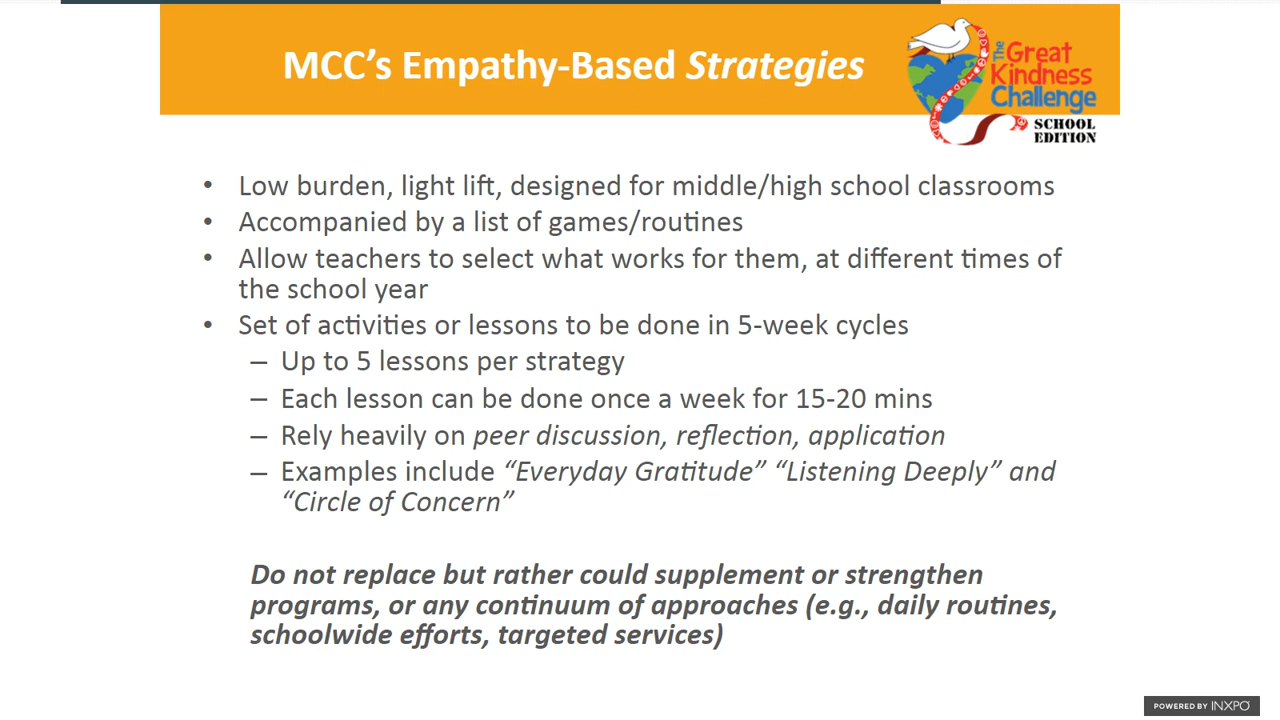 MCC's Empathy-Based Strategies
The Great Kindness Challenge
SCHOOL EDITION
• Low burden, light lift, designed for middle/high school classrooms
• Accompanied by a list of games/routines
• Allow teachers to select what works for them, at different times of
the school year
• Set of activities or lessons to be done in 5-week cycles
– Up to 5 lessons per strategy
– Each lesson can be done once a week for 15-20 mins
– Rely heavily on peer discussion, reflection, application
– Examples include “Everyday Gratitude” “Listening Deeply” and
“Circle of Concern”
Do not replace but rather could supplement or strengthen
programs, or any continuum of approaches (e.g., daily routines,
schoolwide efforts, targeted services)
POWERED BY INXPO